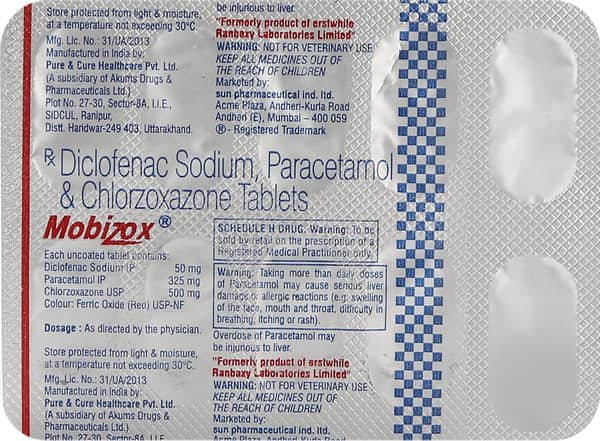 Store protected from light & moisture,
at a temperature not exceeding 30°C.
Mfg. Lic. No.: 31/UA/2013
Manufactured in India by:
Pure & Cure Healthcare Pvt. Ltd.
(A subsidiary of Akums Drugs &
Pharmaceuticals Ltd.)
Plot No. 27-30, Sector-8A, I.I.E.,
SIDCUL, Ranipur,
Distt. Haridwar-249 403, Uttarakhand.
be injurious to liver.
"Formerly product of erstwhile
Ranbaxy Laboratories Limited"
WARNING: NOT FOR VETERINARY USE
KEEP ALL MEDICINES OUT OF
THE REACH OF CHILDREN
Marketed by:
sun pharmaceutical ind. ltd.
Acme Plaza, Andheri-Kurla Road
Andheri (E), Mumbai – 400 059
® - Registered Trademark
Rx Diclofenac Sodium, Paracetamol
& Chlorzoxazone Tablets
Mobizox®
Each uncoated tablet contains:
Diclofenac Sodium IP 50 mg
Paracetamol IP 325 mg
Chlorzoxazone USP 500 mg
Colour: Ferric Oxide (Red) USP-NF
Dosage : As directed by the physician.
Store protected from light & moisture,
at a temperature not exceeding 30°C.
Mfg. Lic. No.: 31/UA/2013
Manufactured in India by:
Pure & Cure Healthcare Pvt. Ltd.
(A subsidiary of Akums Drugs &
Pharmaceuticals Ltd.)
Plot No. 27-30, Sector-8A, I.I.E.
SCHEDULE H DRUG. Warning: To be
sold by retail on the prescription of a
Registered Medical Practitioner only.
Warning: Taking more than daily doses
of Paracetamol may cause serious liver
damage or allergic reactions (e.g. swelling
of the face, mouth and throat, difficulty in
breathing, itching or rash).
Overdose of Paracetamol may
be injurious to liver.
"Formerly product of erstwhile
Ranbaxy Laboratories Limited"
WARNING: NOT FOR VETERINARY USE
KEEP ALL MEDICINES OUT OF
THE REACH OF CHILDREN
Marketed by:
sun pharmaceutical ind. ltd.
Acme Plaza, Andheri-Kurla Road